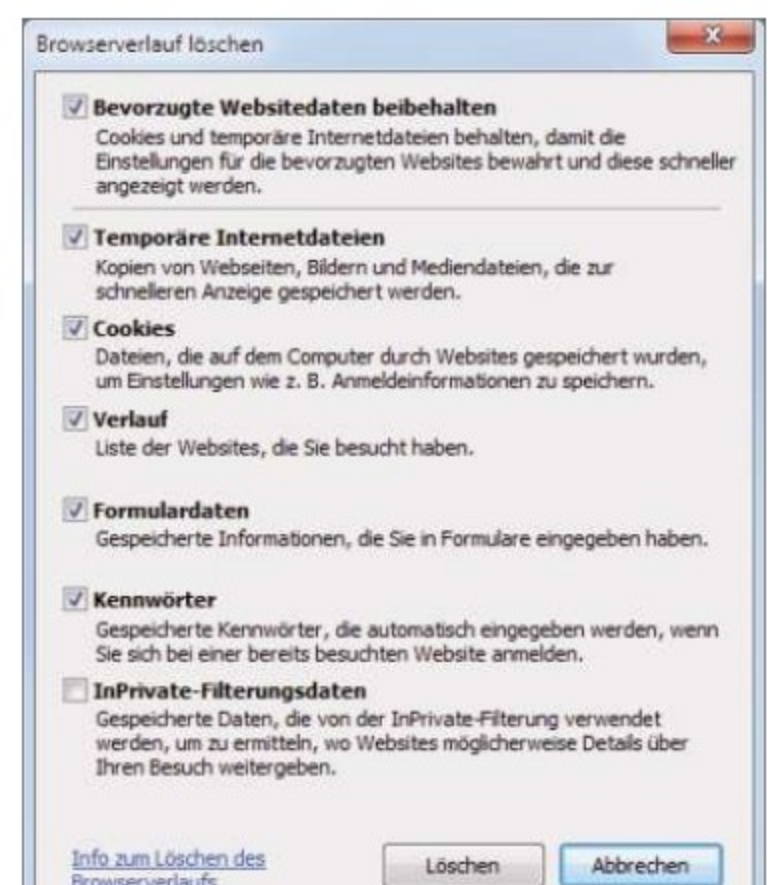 Browserverlauf löschen
Bevorzugte Websitedaten beibehalten
Cookies und temporäre Internetdateien behalten, damit die
Einstellungen für die bevorzugten Websites bewahrt und diese schneller
angezeigt werden.
Temporäre Internetdateien
Kopien von Webseiten, Bildern und Mediendateien, die zur
schnelleren Anzeige gespeichert werden.
Cookies
Dateien, die auf dem Computer durch Websites gespeichert wurden,
um Einstellungen wie z. B. Anmeldeinformationen zu speichern.
Verlauf
Liste der Websites, die Sie besucht haben.
Formulardaten
Gespeicherte Informationen, die Sie in Formulare eingegeben haben.
Kennwörter
Gespeicherte Kennwörter, die automatisch eingegeben werden, wenn
Sie sich bei einer bereits besuchten Website anmelden.
InPrivate-Filterungsdaten
Gespeicherte Daten, die von der InPrivate-Filterung verwendet
werden, um zu ermitteln, wo Websites möglicherweise Details über
Ihren Besuch weitergeben.
Info zum Löschen des
Browserverlaufs
Löschen
Abbrechen